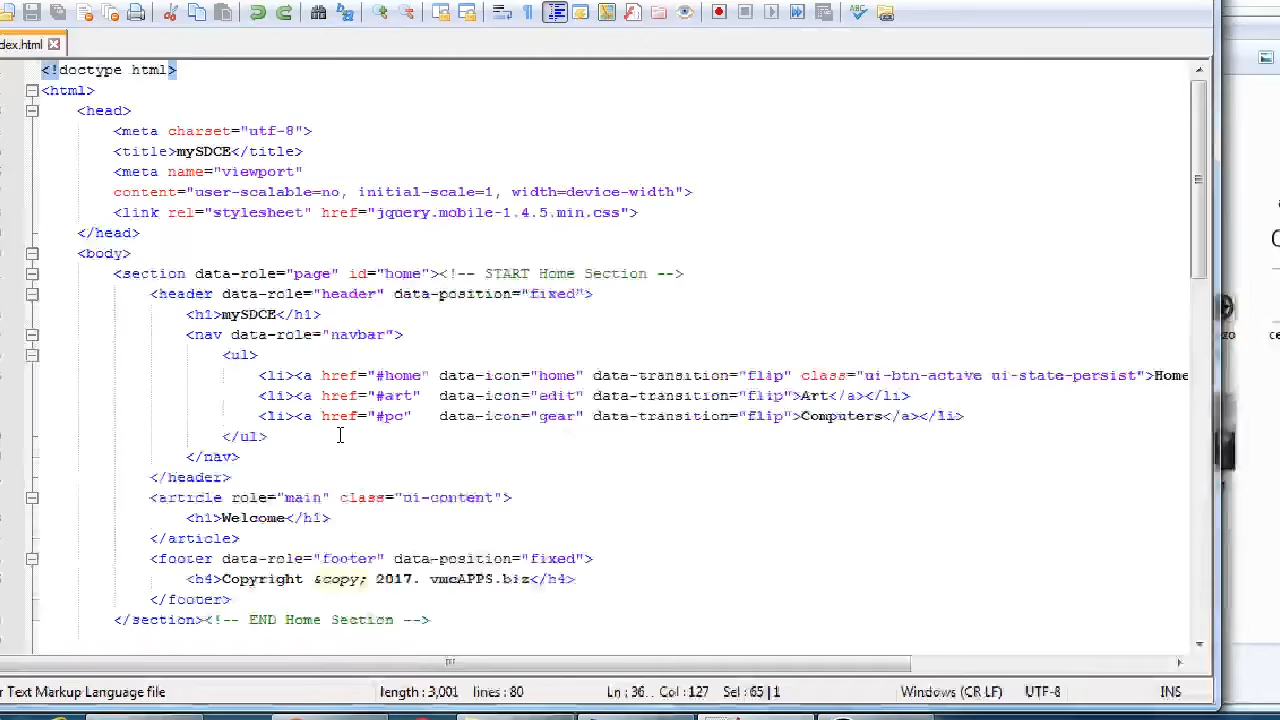 dex.html
<!doctype html>
<html>
<head>
<meta charset="utf-8">
<title>mySDCE</title>
<meta name="viewport"
content="user-scalable=no, initial-scale=1, width=device-width">
<link rel="stylesheet" href="jquery.mobile-1.4.5.min.css">
</head>
<body>
<section data-role="page" id="home"><!-- START Home Section -->
<header data-role="header" data-position="fixed">
<h1>mySDCE</h1>
<nav data-role="navbar">
<ul>
<li><a href="#home" data-icon="home" data-transition="flip" class="ui-btn-active ui-state-persist">Home
<li><a href="#art" data-icon="edit" data-transition="flip">Art</a></li>
<li><a href="#pc" data-icon="gear" data-transition="flip">Computers</a></li>
</ul>
</nav>
</header>
<article role="main" class="ui-content">
<h1>Welcome</h1>
</article>
<footer data-role="footer" data-position="fixed">
<h4>Copyright &copy; 2017. vmcAPPS.biz</h4>
</footer>
</section><!-- END Home Section -->
r Text Markup Language file length : 3,001 lines : 80 Ln : 36 Col : 127 Sel : 65 | 1 Windows (CR LF) UTF-8 INS